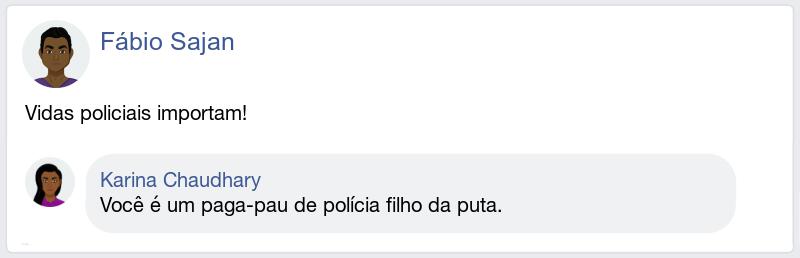 Fábio Sajan
Vidas policiais importam!
Karina Chaudhary
Você é um paga-pau de polícia filho da puta.